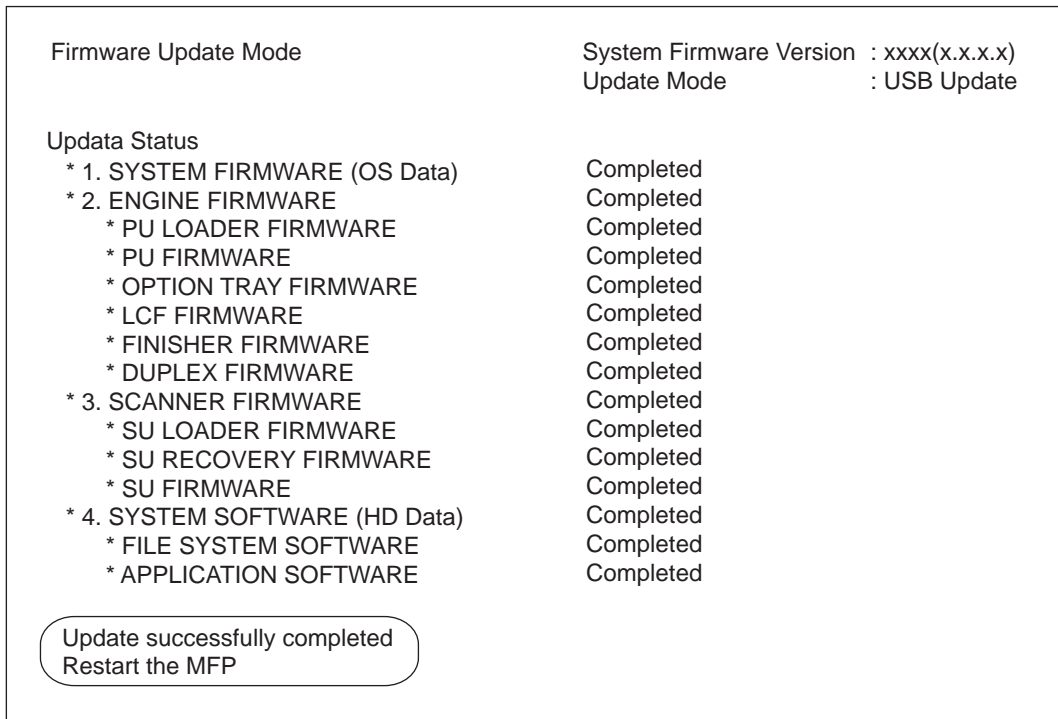 Firmware Update Mode System Firmware Version : xxxx(x.x.x.x)
Update Mode : USB Update
Updata Status
* 1. SYSTEM FIRMWARE (OS Data) Completed
* 2. ENGINE FIRMWARE Completed
* PU LOADER FIRMWARE Completed
* PU FIRMWARE Completed
* OPTION TRAY FIRMWARE Completed
* LCF FIRMWARE Completed
* FINISHER FIRMWARE Completed
* DUPLEX FIRMWARE Completed
* 3. SCANNER FIRMWARE Completed
* SU LOADER FIRMWARE Completed
* SU RECOVERY FIRMWARE Completed
* SU FIRMWARE Completed
* 4. SYSTEM SOFTWARE (HD Data) Completed
* FILE SYSTEM SOFTWARE Completed
* APPLICATION SOFTWARE Completed
Update successfully completed
Restart the MFP